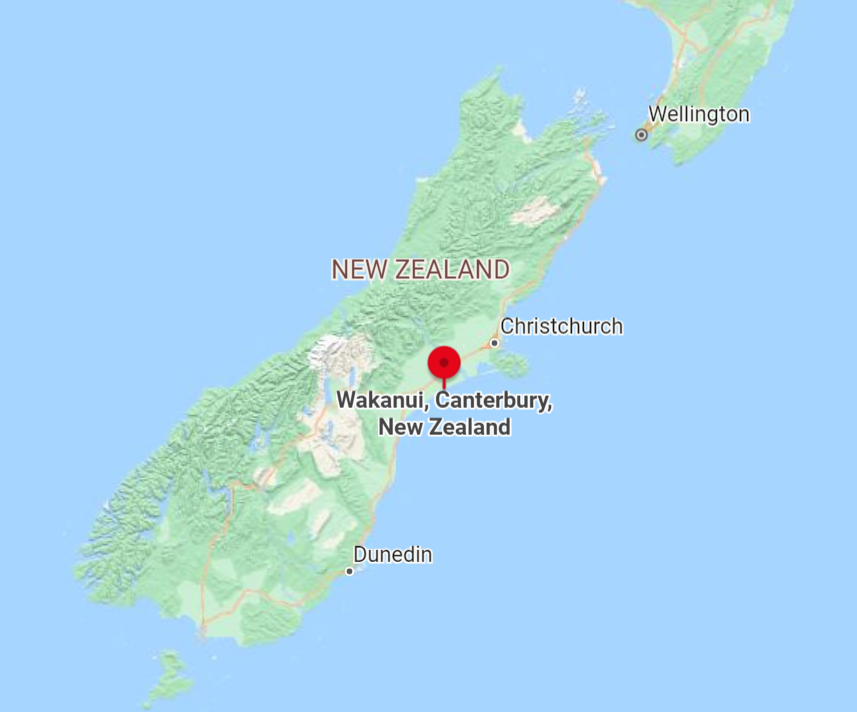 Wellington
NEW ZEALAND
Christchurch
Wakanui, Canterbury,
New Zealand
Dunedin